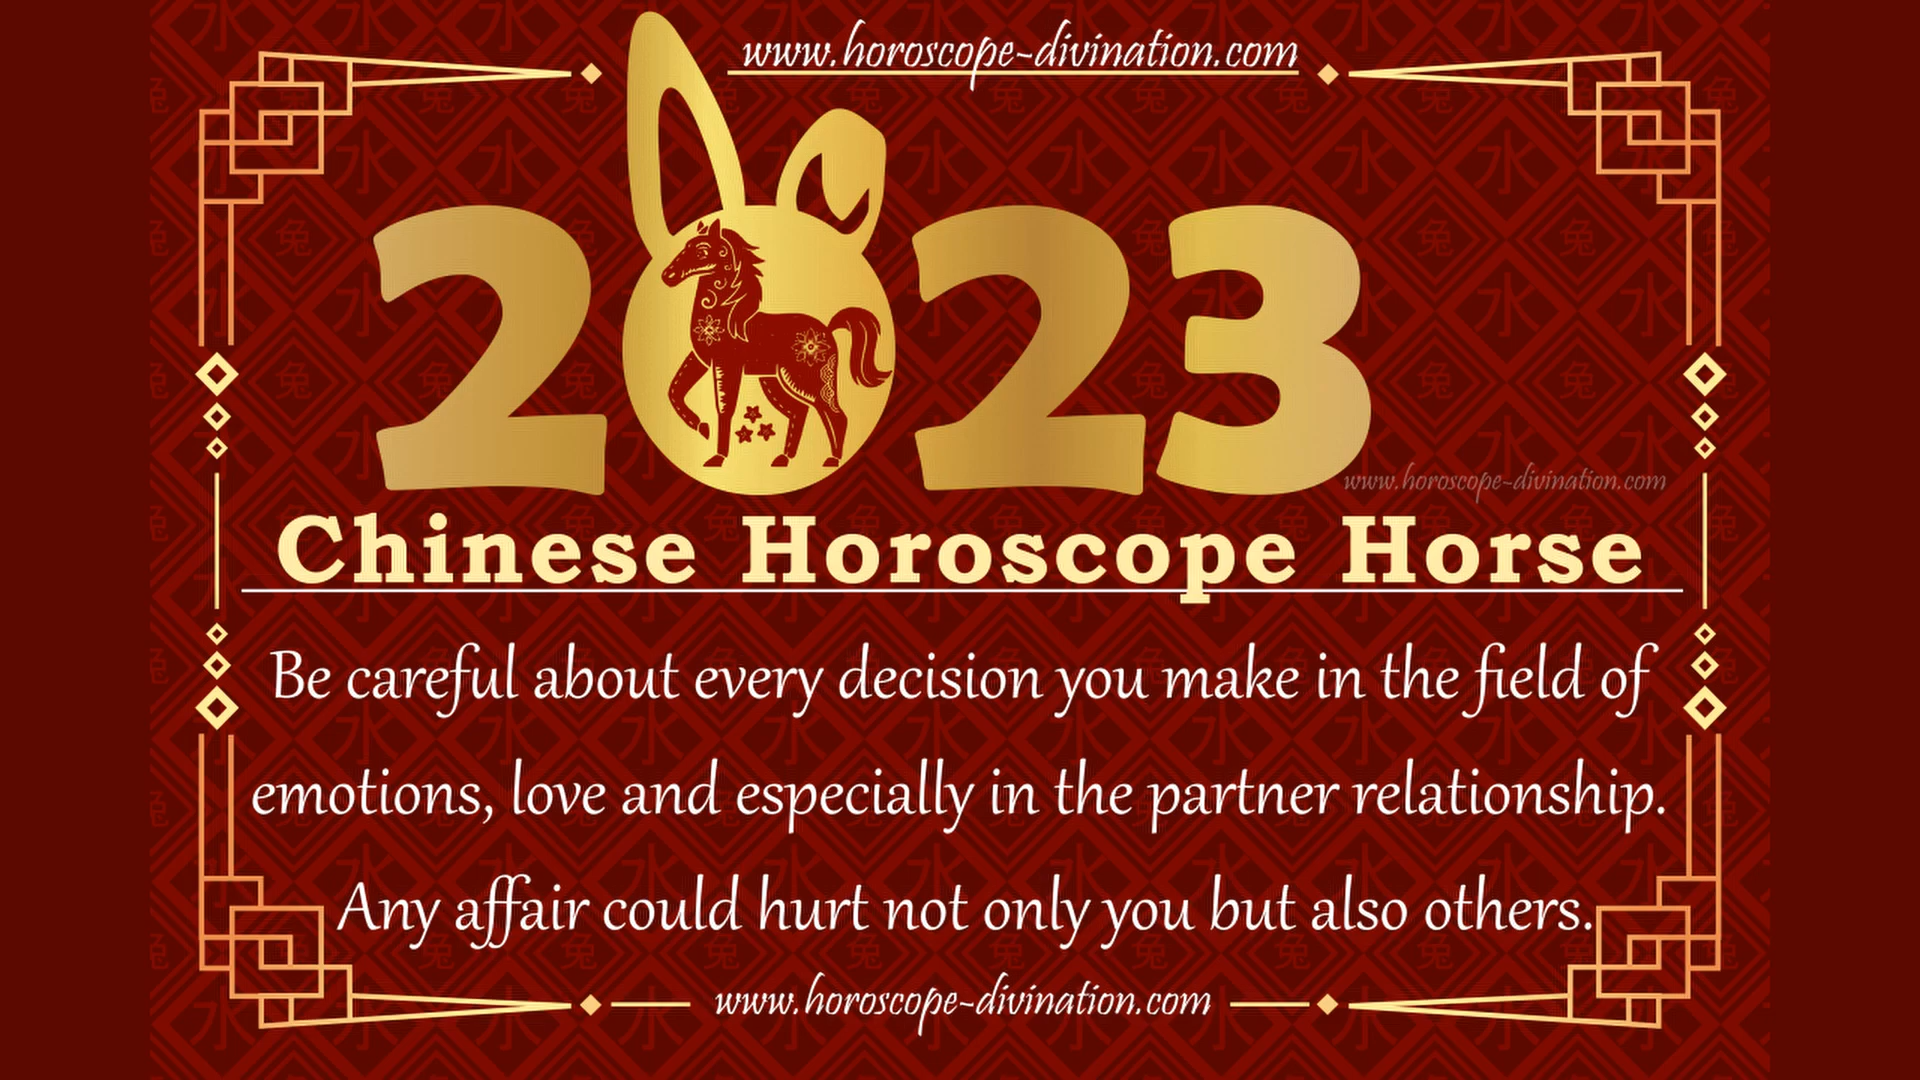 www.horoscope-divination.com
2023
www.horoscope-divination.com
Chinese Horoscope Horse
Be careful about every decision you make in the field of
emotions, love and especially in the partner relationship.
Any affair could hurt not only you but also others.
www.horoscope-divination.com